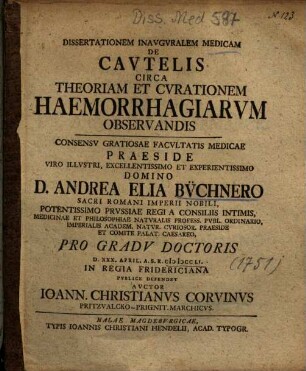 Diss. Med 587
DISSERTATIONEM INAVGVRALEM MEDICAM
DE
CAVTELIS
CIRCA
THEORIAM ET CVRATIONEM
HAEMORRHAGIARVM
OBSERVANDIS
CONSENSV GRATIOSAE FACVLTATIS MEDICAE
PRAESIDE
VIRO ILLVSTRI, EXCELLENTISSIMO ET EXPERIENTISSIMO
DOMINO
D. ANDREA ELIA BÜCHNERO
SACRI ROMANI IMPERII NOBILI,
POTENTISSIMO PRVSSIAE REGI A CONSILIIS INTIMIS,
MEDICINAE ET PHILOSOPHIAE NATVRALIS PROFESS. PVBL. ORDINARIO,
IMPERIALIS ACADEM. NATVR. CVRIOSOR. PRAESIDE
ET COMITE PALAT. CAESAREO,
PRO GRADV DOCTORIS
D. XXX. APRIL. A. S. R. CIƆIƆCCLI.
(1751)
IN REGIA FRIDERICIANA
PVBLICE DEFENDET
AVCTOR
IOANN. CHRISTIANVS CORVINVS
PRITZVALCKO-PRIGNIT. MARCHICVS.
HALAE MAGDEBVRGICAE,
TYPIS IOANNIS CHRISTIANI HENDELII, ACAD. TYPOGR.